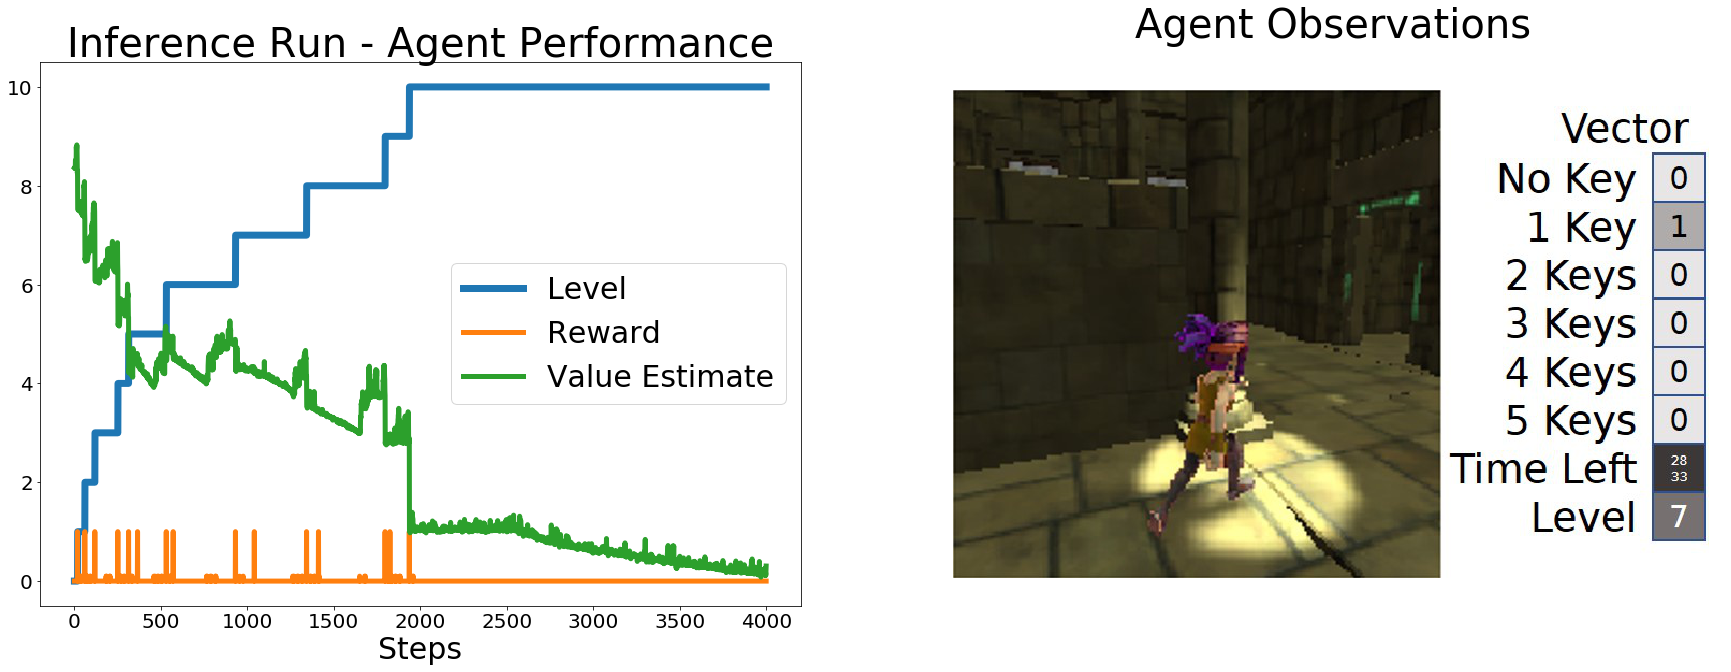 Inference Run - Agent Performance
10
8
6
4
2
0
Level
Reward
Value Estimate
0 500 1000 1500 2000 2500 3000 3500 4000
Steps
Agent Observations
Vector
No Key 0
1 Key 1
2 Keys 0
3 Keys 0
4 Keys 0
5 Keys 0
Time Left 28
33
Level 7